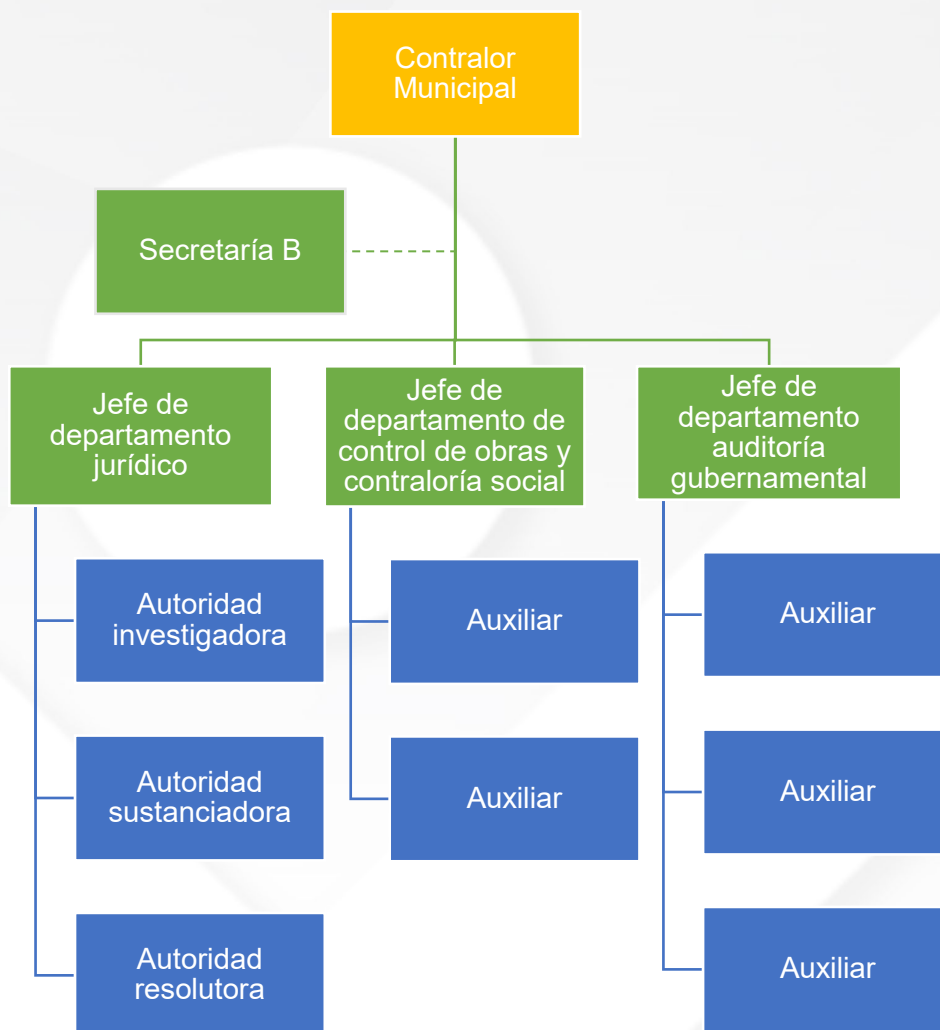 Contralor
Municipal
Secretaría B
Jefe de
departamento
jurídico
Jefe de
departamento de
control de obras y
contraloría social
Jefe de
departamento
auditoría
gubernamental
Autoridad
investigadora
Auxiliar
Auxiliar
Autoridad
sustanciadora
Auxiliar
Auxiliar
Autoridad
resolutora
Auxiliar